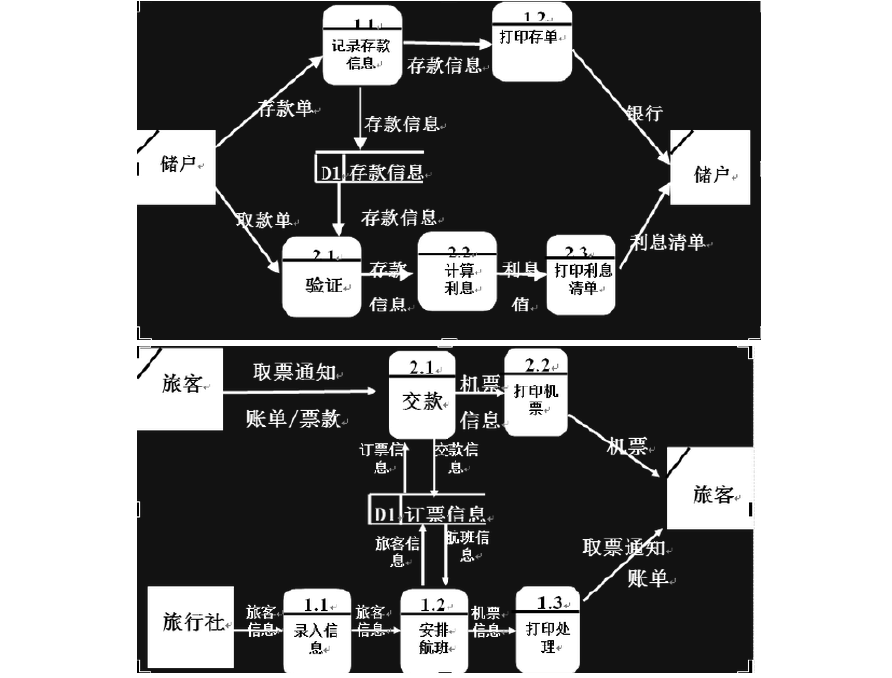 1.1
1.2
记录存款
信息
打印存单
存款信息
存款单
银行
存款信息
储户
储户
D1 存款信息
取款单
存款信息
利息清单
2.1
2.2
2.3
验证
存款
信息
计算
利息
利息
值
打印利息
清单
旅客
取票通知
账单/票款
2.1
交款
机票
信息
2.2
打印机
票
订票信
息
交款信
息
机票
旅客
D1 订票信息
旅客信
息
航班信
息
取票通知
账单
旅行社
旅客
信息
1.1
录入信
息
旅客
信息
1.2
安排
航班
机票
信息
1.3
打印处
理